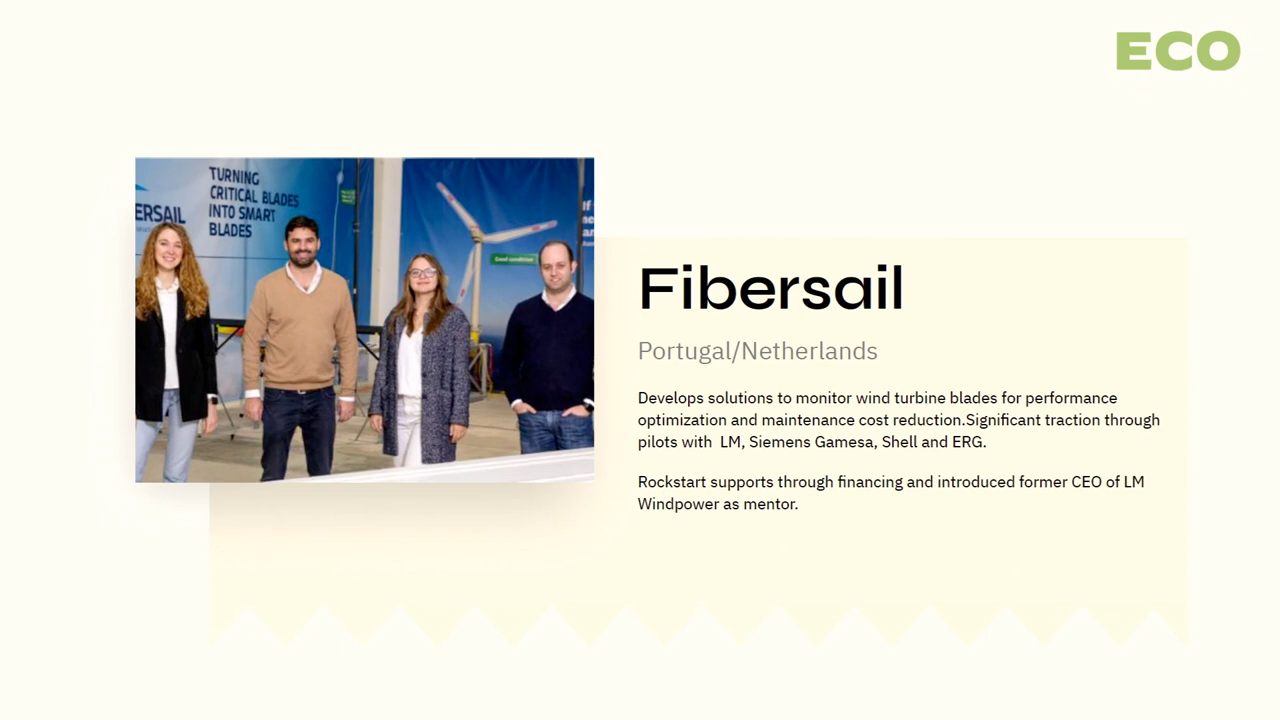 ECO
TURNING
CRITICAL BLADES
INTO SMART
BLADES
ERSAIL
If
Good condition
Fibersail
Portugal/Netherlands
Develops solutions to monitor wind turbine blades for performance
optimization and maintenance cost reduction.Significant traction through
pilots with  LM, Siemens Gamesa, Shell and ERG.
Rockstart supports through financing and introduced former CEO of LM
Windpower as mentor.